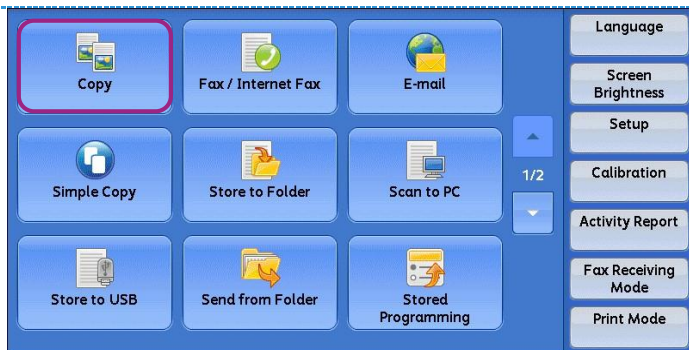 Copy
Fax / Internet Fax
E-mail
Simple Copy
Store to Folder
Scan to PC
Store to USB
Send from Folder
Stored
Programming
1/2
Language
Screen
Brightness
Setup
Calibration
Activity Report
Fax Receiving
Mode
Print Mode